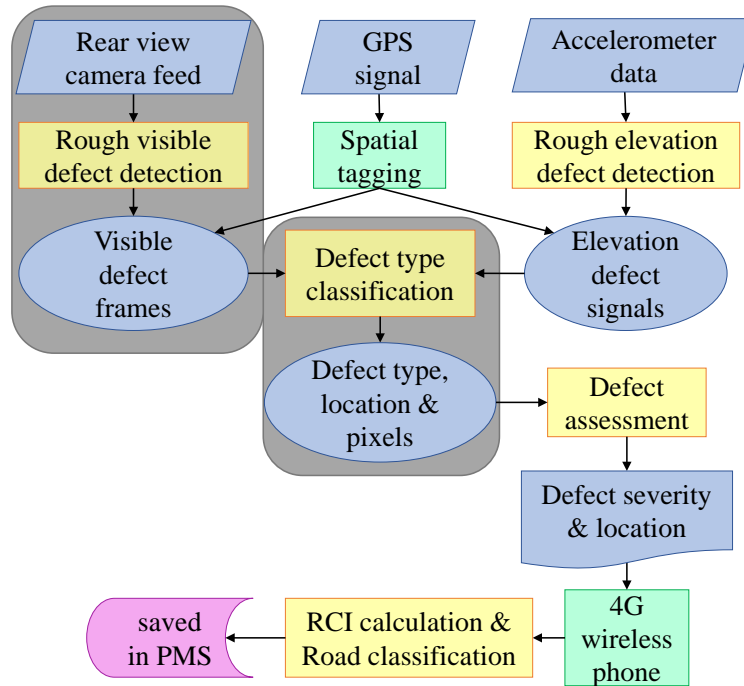 Rear view
camera feed
GPS
signal
Accelerometer
data
Rough visible
defect detection
Spatial
tagging
Rough elevation
defect detection
Visible
defect
frames
Defect type
classification
Elevation
defect
signals
Defect type,
location &
pixels
Defect
assessment
Defect severity
& location
4G
wireless
phone
RCI calculation &
Road classification
saved
in PMS